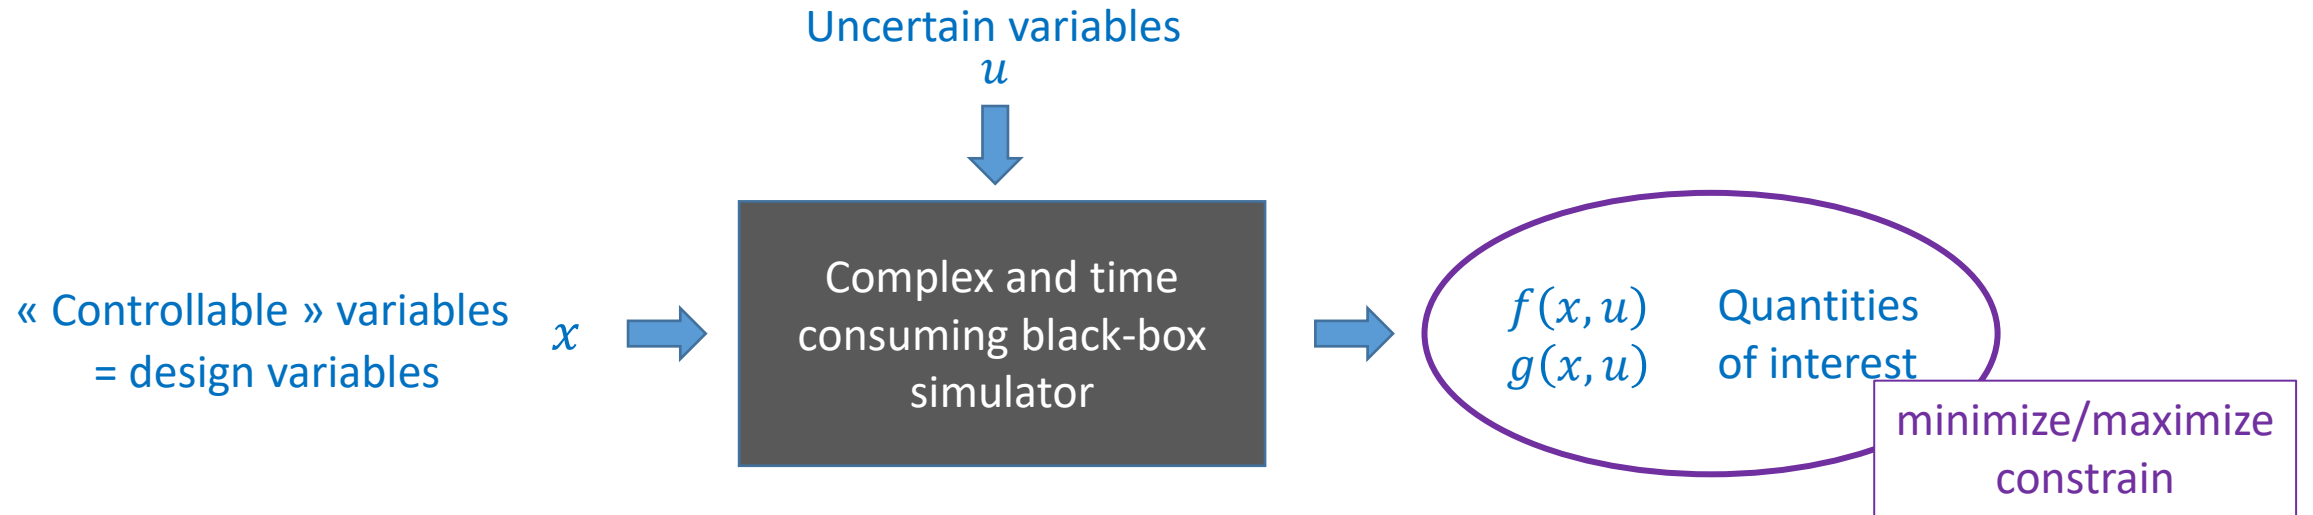 Uncertain variables
u
« Controllable » variables
= design variables
x
Complex and time
consuming black-box
simulator
f(x, u) Quantities
g(x, u) of interest
minimize/maximize
constrain